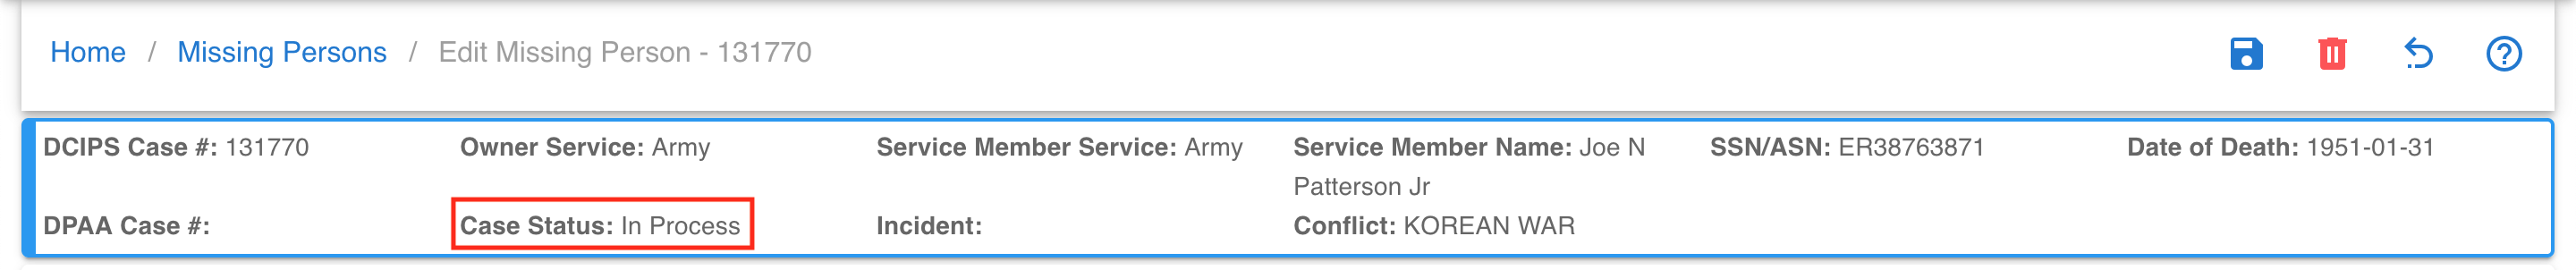 Home / Missing Persons / Edit Missing Person - 131770
DCIPS Case #: 131770 Owner Service: Army Service Member Service: Army Service Member Name: Joe N SSN/ASN: ER38763871 Date of Death: 1951-01-31
Patterson Jr
DPAA Case #: Case Status: In Process Incident: Conflict: KOREAN WAR